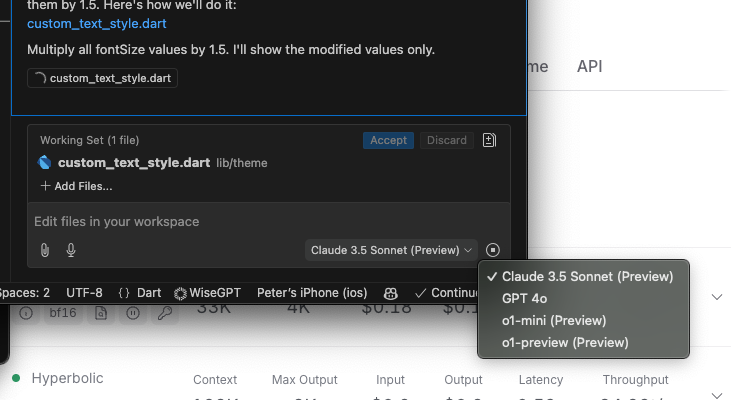 them by 1.5. Here's how we'll do it:
custom_text_style.dart
Multiply all fontSize values by 1.5. I'll show the modified values only.
custom_text_style.dart
me API
Working Set (1 file) Accept Discard
custom_text_style.dart lib/theme
+ Add Files...
Edit files in your workspace
Claude 3.5 Sonnet (Preview)
✓ Claude 3.5 Sonnet (Preview)
GPT 4o
o1-mini (Preview)
o1-preview (Preview)
Spaces: 2 UTF-8 {} Dart WiseGPT Peter's iPhone (ios) ✓ Continue
bf16 33K 4K $0.18
Hyperbolic Context Max Output Input Output Latency Throughput